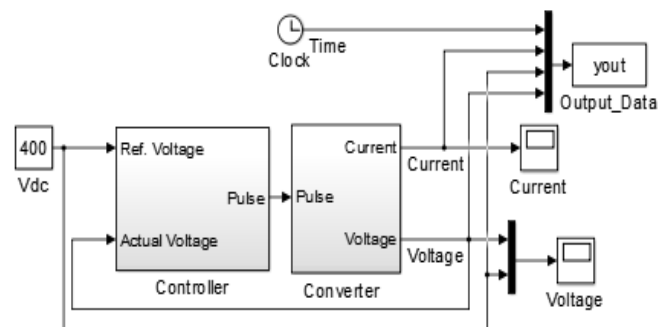 Time
Clock
yout
Output_Data
400
Vdc
Ref. Voltage
Actual Voltage
Pulse
Controller
Pulse
Current
Voltage
Converter
Current
Voltage
Current
Voltage